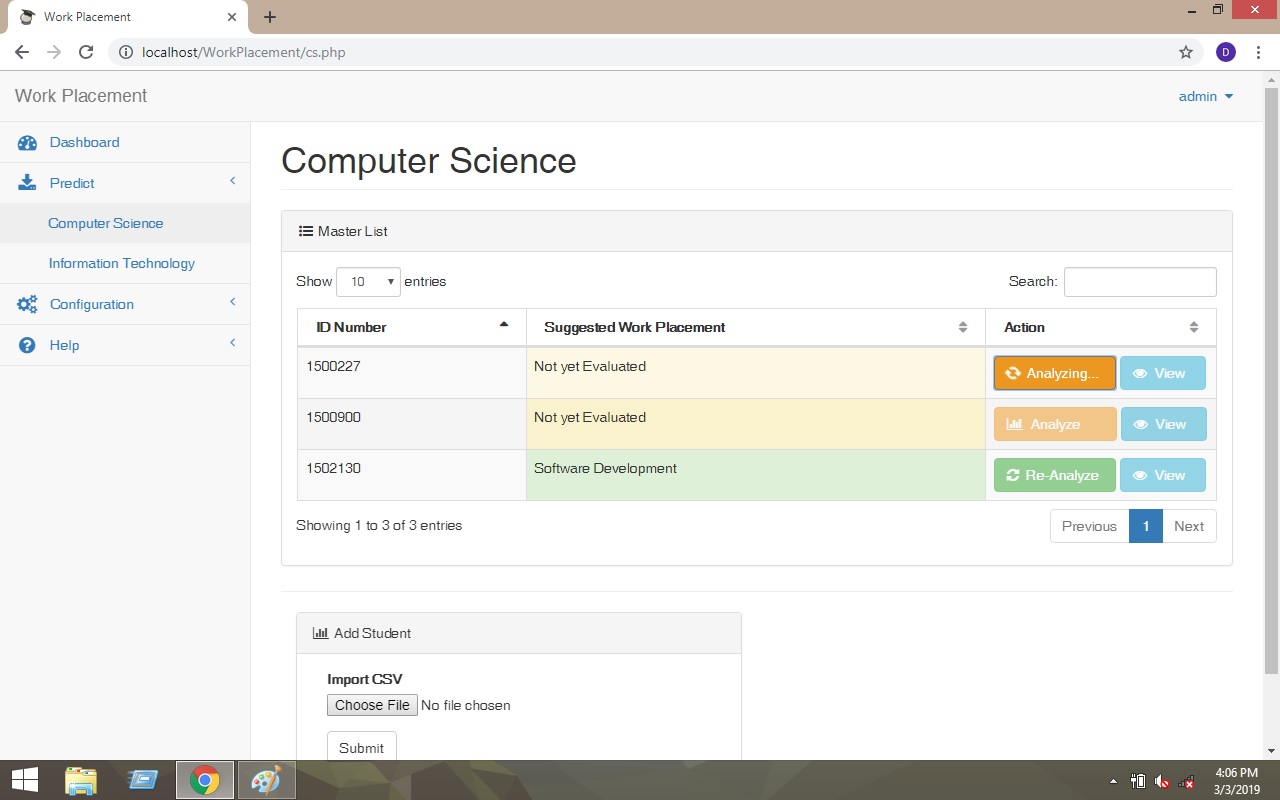 Work Placement
localhost/WorkPlacement/cs.php
D
Work Placement
admin
Dashboard
Predict
Computer Science
Information Technology
Configuration
Help
Computer Science
Master List
Show 10 entries
Search:
ID Number Suggested Work Placement Action
1500227 Not yet Evaluated Analyzing... View
1500900 Not yet Evaluated Analyze View
1502130 Software Development Re-Analyze View
Showing 1 to 3 of 3 entries
Previous 1 Next
Add Student
Import CSV
Choose File No file chosen
Submit
4:06 PM
3/3/2019